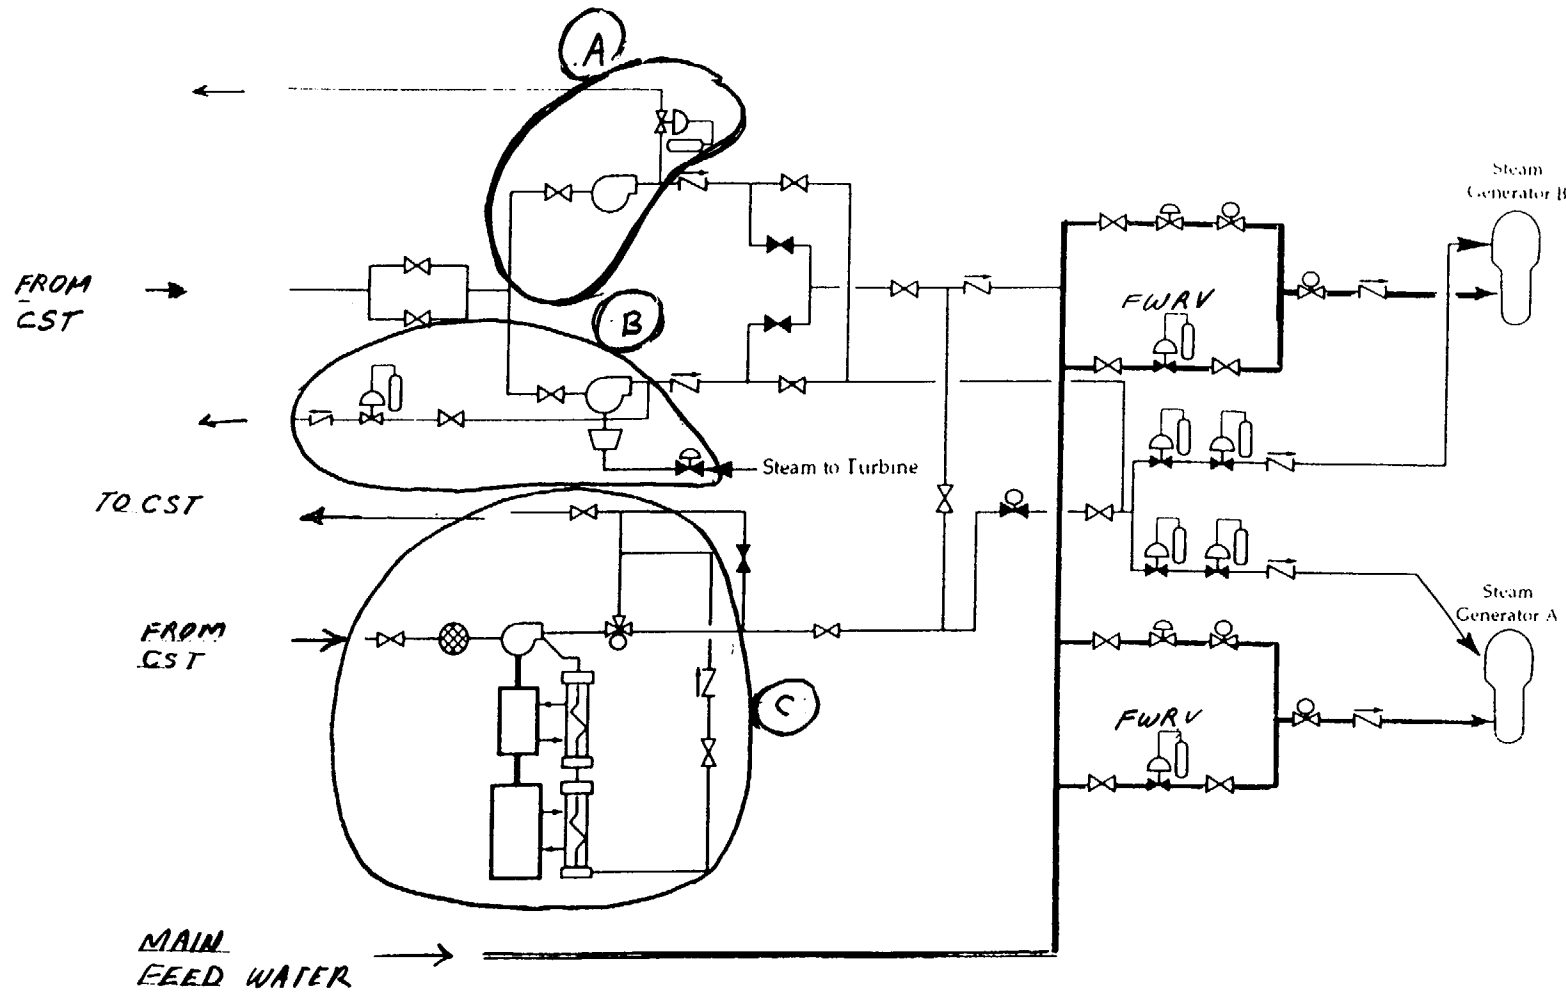 A
Steam
Generator B
FROM
CST
B
FWRV
Steam to Turbine
TO CST
FROM
CST
Steam
Generator A
C
FWRV
MAIN
FEED WATER